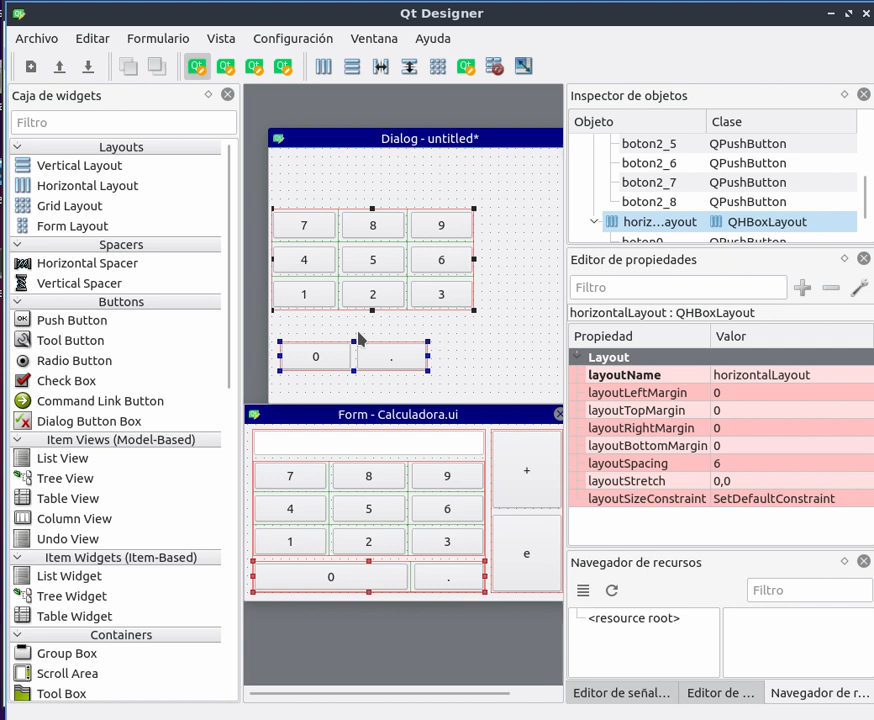 Qt Designer
Archivo Editar Formulario Vista Configuración Ventana Ayuda
Caja de widgets
Filtro
Layouts
Vertical Layout
Horizontal Layout
Grid Layout
Form Layout
Spacers
Horizontal Spacer
Vertical Spacer
Buttons
Push Button
Tool Button
Radio Button
Check Box
Command Link Button
Dialog Button Box
Item Views (Model-Based)
List View
Tree View
Table View
Column View
Undo View
Item Widgets (Item-Based)
List Widget
Tree Widget
Table Widget
Containers
Group Box
Scroll Area
Tool Box
Dialog - untitled*
7 8 9
4 5 6
1 2 3
0 .
Form - Calculadora.ui
7 8 9
4 5 6
1 2 3
0 .
+
e
Inspector de objetos
Objeto Clase
boton2_5 QPushButton
boton2_6 QPushButton
boton2_7 QPushButton
boton2_8 QPushButton
horiz...ayout QHBoxLayout
boton0
Editor de propiedades
Filtro
horizontalLayout : QHBoxLayout
Propiedad Valor
Layout
layoutName horizontalLayout
layoutLeftMargin 0
layoutTopMargin 0
layoutRightMargin 0
layoutBottomMargin 0
layoutSpacing 6
layoutStretch 0,0
layoutSizeConstraint SetDefaultConstraint
Navegador de recursos
Filtro
<resource root>
Editor de señal... Editor de ... Navegador de r...